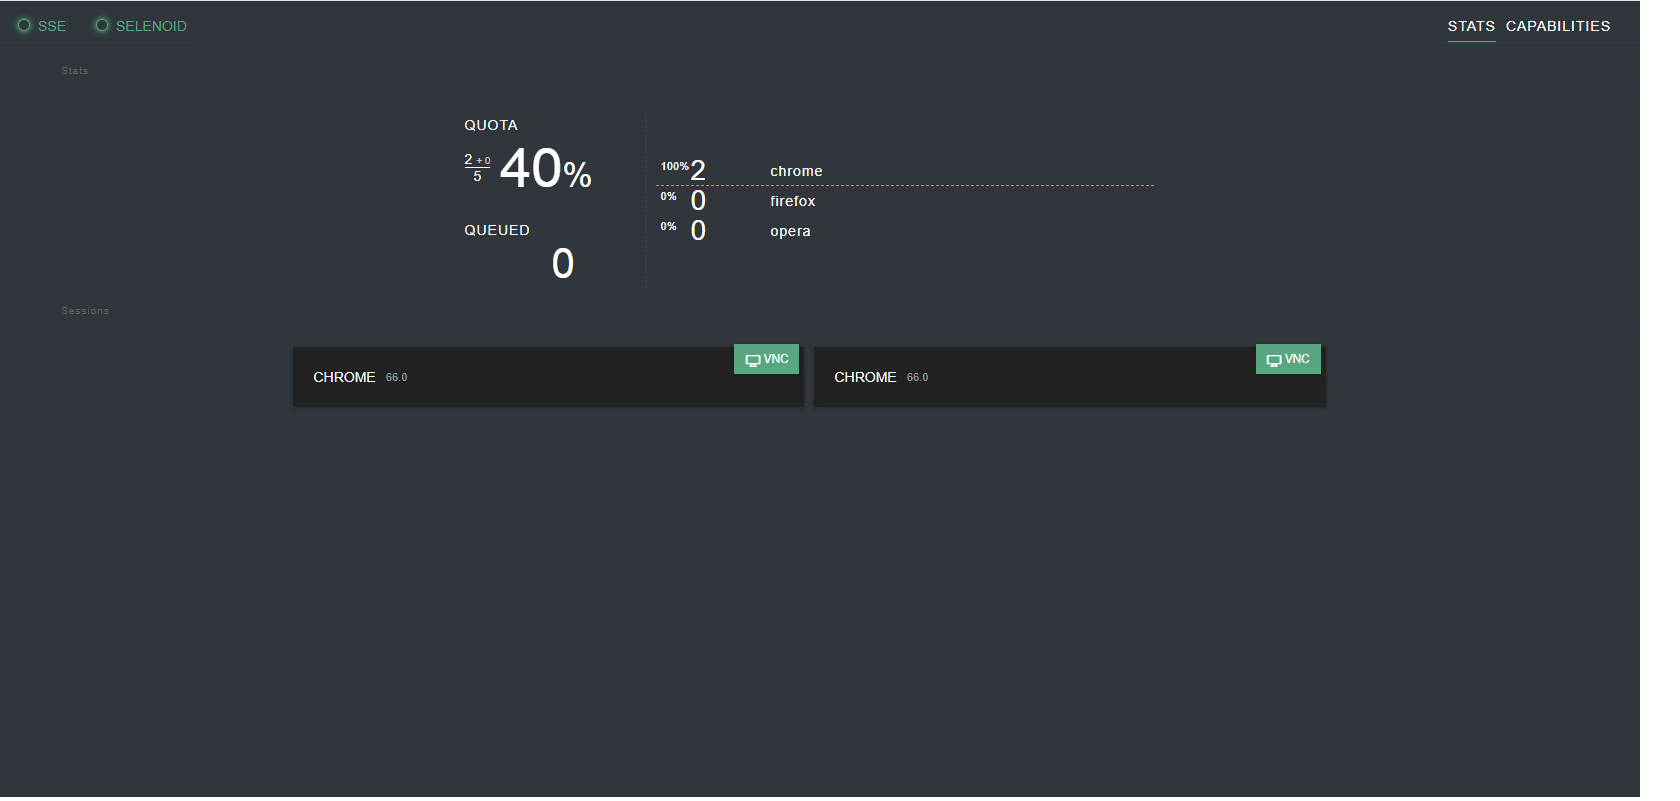 SSE SELENOID STATS CAPABILITIES
Stats
QUOTA
2 + 0
5
40%
100% 2 chrome
0% 0 firefox
0% 0 opera
QUEUED
0
Sessions
CHROME 66.0 VNC
CHROME 66.0 VNC